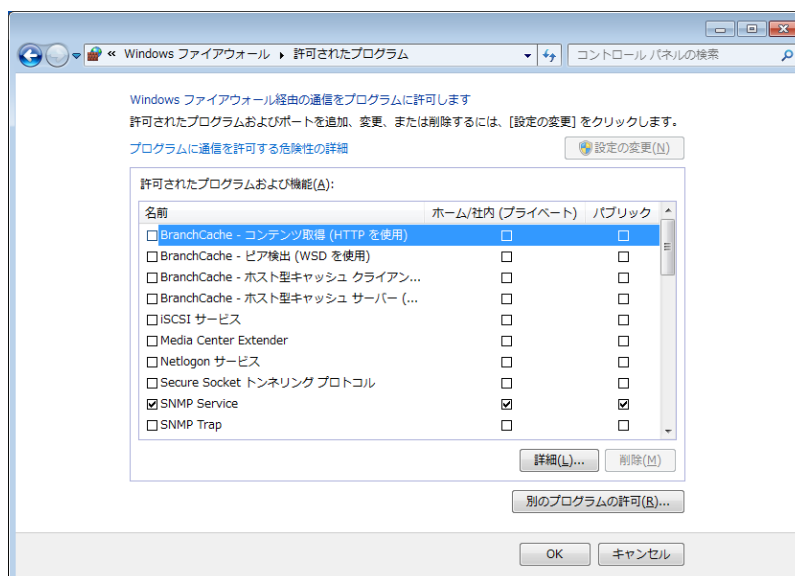 « Windows ファイアウォール ▸ 許可されたプログラム
コントロール パネルの検索
Windows ファイアウォール経由の通信をプログラムに許可します
許可されたプログラムおよびポートを追加、変更、または削除するには、[設定の変更] をクリックします。
プログラムに通信を許可する危険性の詳細
設定の変更(N)
許可されたプログラムおよび機能(A):
名前 ホーム/社内 (プライベート) パブリック
BranchCache - コンテンツ取得 (HTTP を使用)
BranchCache - ピア検出 (WSD を使用)
BranchCache - ホスト型キャッシュ クライアン...
BranchCache - ホスト型キャッシュ サーバー (...
iSCSI サービス
Media Center Extender
Netlogon サービス
Secure Socket トンネリング プロトコル
SNMP Service
SNMP Trap
詳細(L)... 削除(M)
別のプログラムの許可(R)...
OK キャンセル